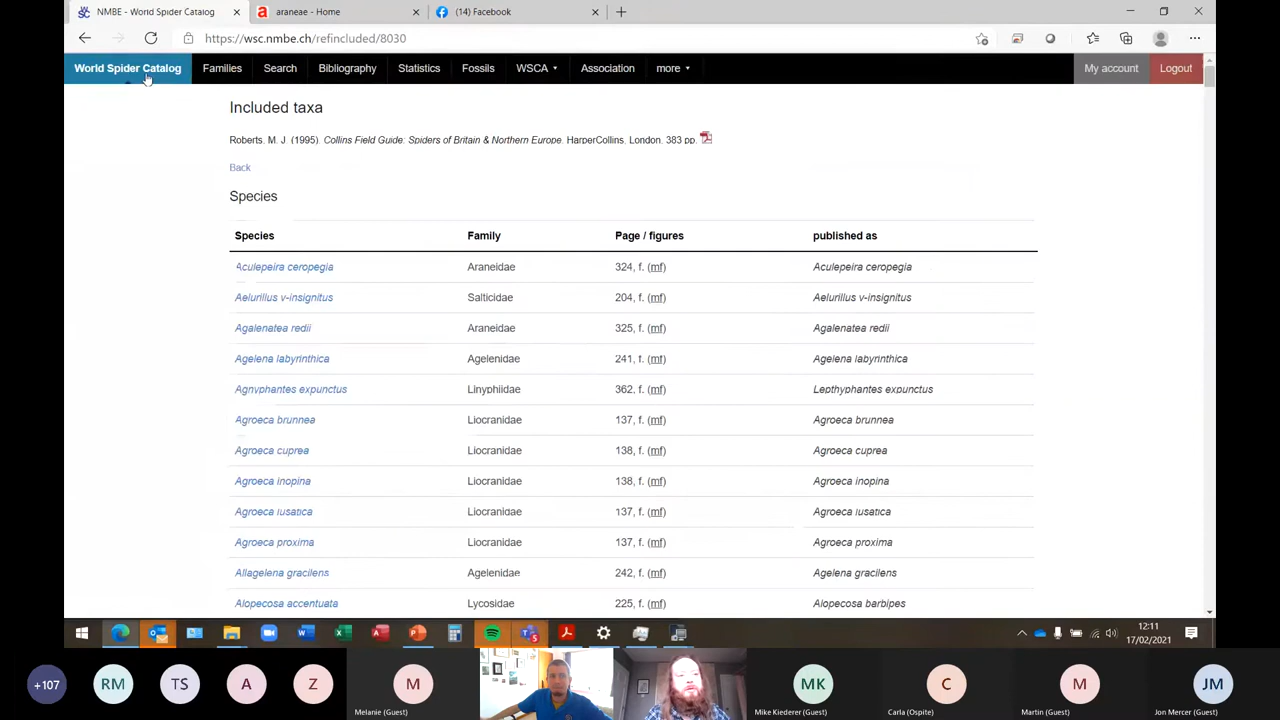 NMBE - World Spider Catalog
araneae - Home
(14) Facebook
https://wsc.nmbe.ch/refincluded/8030
World Spider Catalog Families Search Bibliography Statistics Fossils WSCA Association more My account Logout
Included taxa
Roberts, M. J. (1995). Collins Field Guide: Spiders of Britain & Northern Europe. HarperCollins, London, 383 pp.
Back
Species
Species Family Page / figures published as
Aculepeira ceropegia Araneidae 324, f. (mf) Aculepeira ceropegia
Aelurillus v-insignitus Salticidae 204, f. (mf) Aelurillus v-insignitus
Agalenatea redii Araneidae 325, f. (mf) Agalenatea redii
Agelena labyrinthica Agelenidae 241, f. (mf) Agelena labyrinthica
Agnyphantes expunctus Linyphiidae 362, f. (mf) Lepthyphantes expunctus
Agroeca brunnea Liocranidae 137, f. (mf) Agroeca brunnea
Agroeca cuprea Liocranidae 138, f. (mf) Agroeca cuprea
Agroeca inopina Liocranidae 138, f. (mf) Agroeca inopina
Agroeca lusatica Liocranidae 137, f. (mf) Agroeca lusatica
Agroeca proxima Liocranidae 137, f. (mf) Agroeca proxima
Allagelena gracilens Agelenidae 242, f. (mf) Agelena gracilens
Alopecosa accentuata Lycosidae 225, f. (mf) Alopecosa barbipes
12:11
17/02/2021
+107 RM TS A Z M MK C M JM
Melanie (Guest) Mike Kiederer (Guest) Carla (Ospite) Martin (Guest) Jon Mercer (Guest)